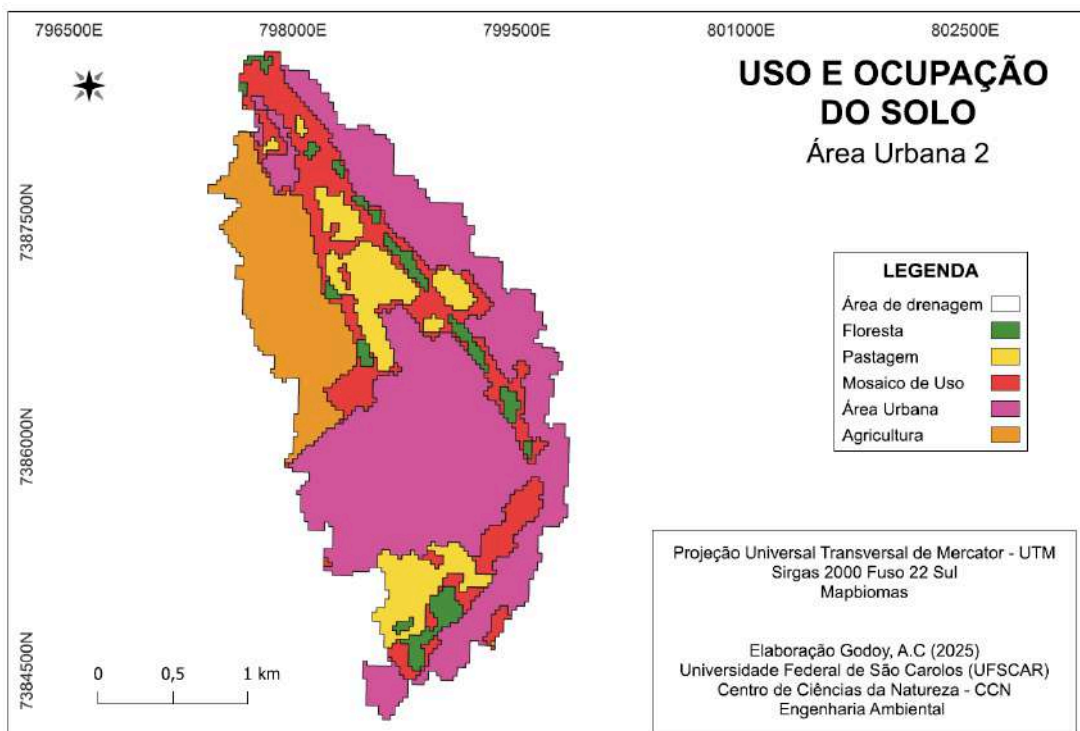 796500E 798000E 799500E 801000E 802500E
USO E OCUPAÇÃO
DO SOLO
Área Urbana 2
7387500N
7386000N
7384500N
LEGENDA
Área de drenagem
Floresta
Pastagem
Mosaico de Uso
Área Urbana
Agricultura
0 0,5 1 km
Projeção Universal Transversal de Mercator - UTM
Sirgas 2000 Fuso 22 Sul
Mapbiomas
Elaboração Godoy, A.C (2025)
Universidade Federal de São Carlos (UFSCAR)
Centro de Ciências da Natureza - CCN
Engenharia Ambiental